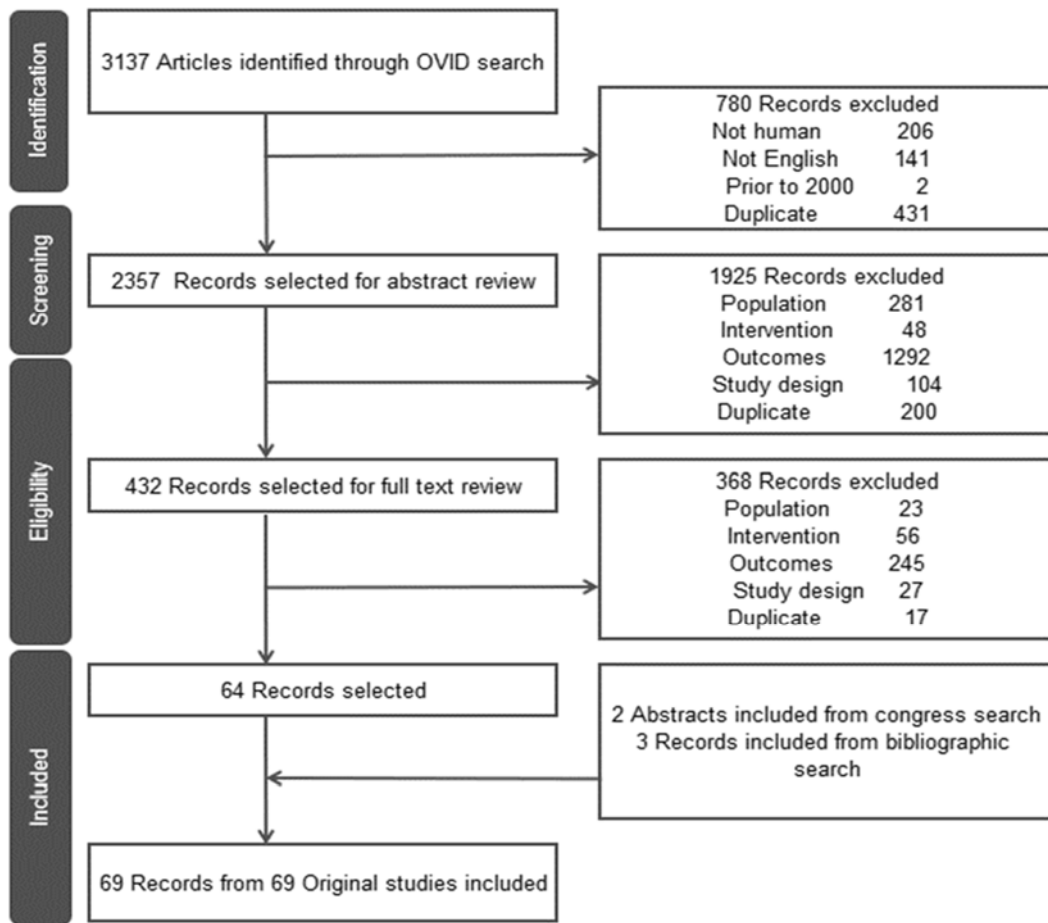 Identification
3137 Articles identified through OVID search
780 Records excluded
Not human 206
Not English 141
Prior to 2000 2
Duplicate 431
Screening
2357 Records selected for abstract review
1925 Records excluded
Population 281
Intervention 48
Outcomes 1292
Study design 104
Duplicate 200
Eligibility
432 Records selected for full text review
368 Records excluded
Population 23
Intervention 56
Outcomes 245
Study design 27
Duplicate 17
Included
64 Records selected
2 Abstracts included from congress search
3 Records included from bibliographic
search
69 Records from 69 Original studies included